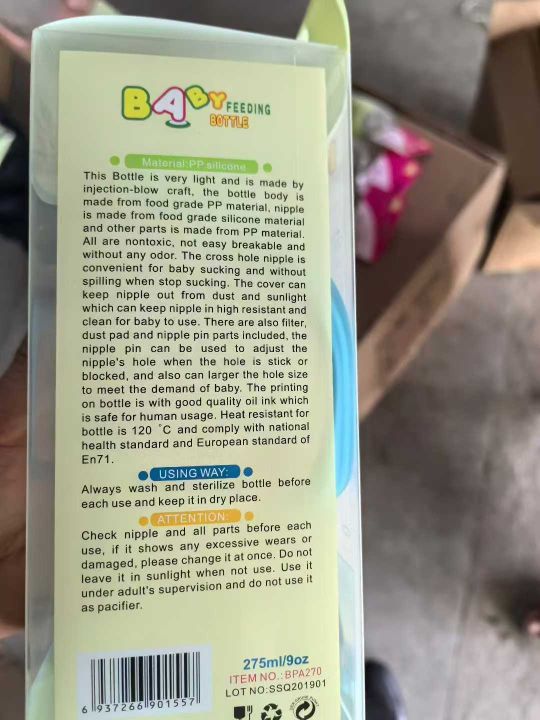 BABY FEEDING
BOTTLE
Material:PP.silicone
This Bottle is very light and is made by
injection-blow craft, the bottle body is
made from food grade PP material, nipple
is made from food grade silicone material
and other parts is made from PP material.
All are nontoxic, not easy breakable and
without any odor. The cross hole nipple is
convenient for baby sucking and without
spilling when stop sucking. The cover can
keep nipple out from dust and sunlight
which can keep nipple in high resistant and
clean for baby to use. There are also filter,
dust pad and nipple pin parts included, the
nipple pin can be used to adjust the
nipple's hole when the hole is stick or
blocked, and also can larger the hole size
to meet the demand of baby. The printing
on bottle is with good quality oil ink which
is safe for human usage. Heat resistant for
bottle is 120 °C and comply with national
health standard and European standard of
En71.
USING WAY:
Always wash and sterilize bottle before
each use and keep it in dry place.
ATTENTION:
Check nipple and all parts before each
use, if it shows any excessive wears or
damaged, please change it at once. Do not
leave it in sunlight when not use. Use it
under adult's supervision and do not use it
as pacifier.
275ml/9oz
ITEM NO.: BPA270
LOT NO:SSQ201901
6 937266 901557